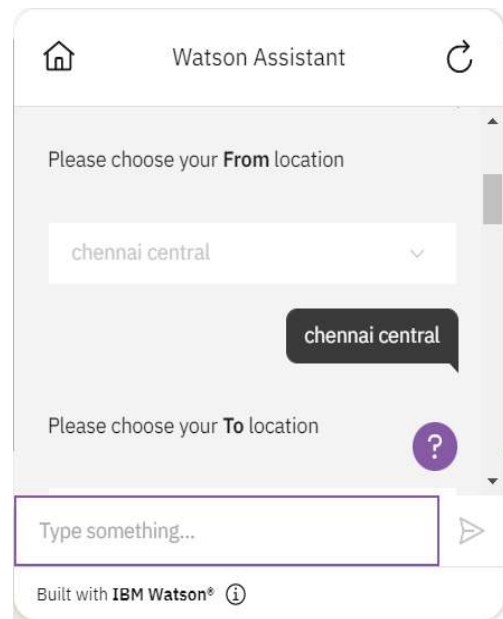 Watson Assistant
Please choose your From location
chennai central
chennai central
Please choose your To location
?
Type something...
Built with IBM Watson®